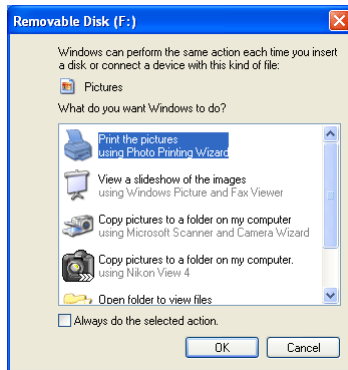 Removable Disk (F:)
Windows can perform the same action each time you insert
a disk or connect a device with this kind of file:
Pictures
What do you want Windows to do?
Print the pictures
using Photo Printing Wizard
View a slideshow of the images
using Windows Picture and Fax Viewer
Copy pictures to a folder on my computer
using Microsoft Scanner and Camera Wizard
Copy pictures to a folder on my computer.
using Nikon View 4
Open folder to view files
Always do the selected action.
OK Cancel